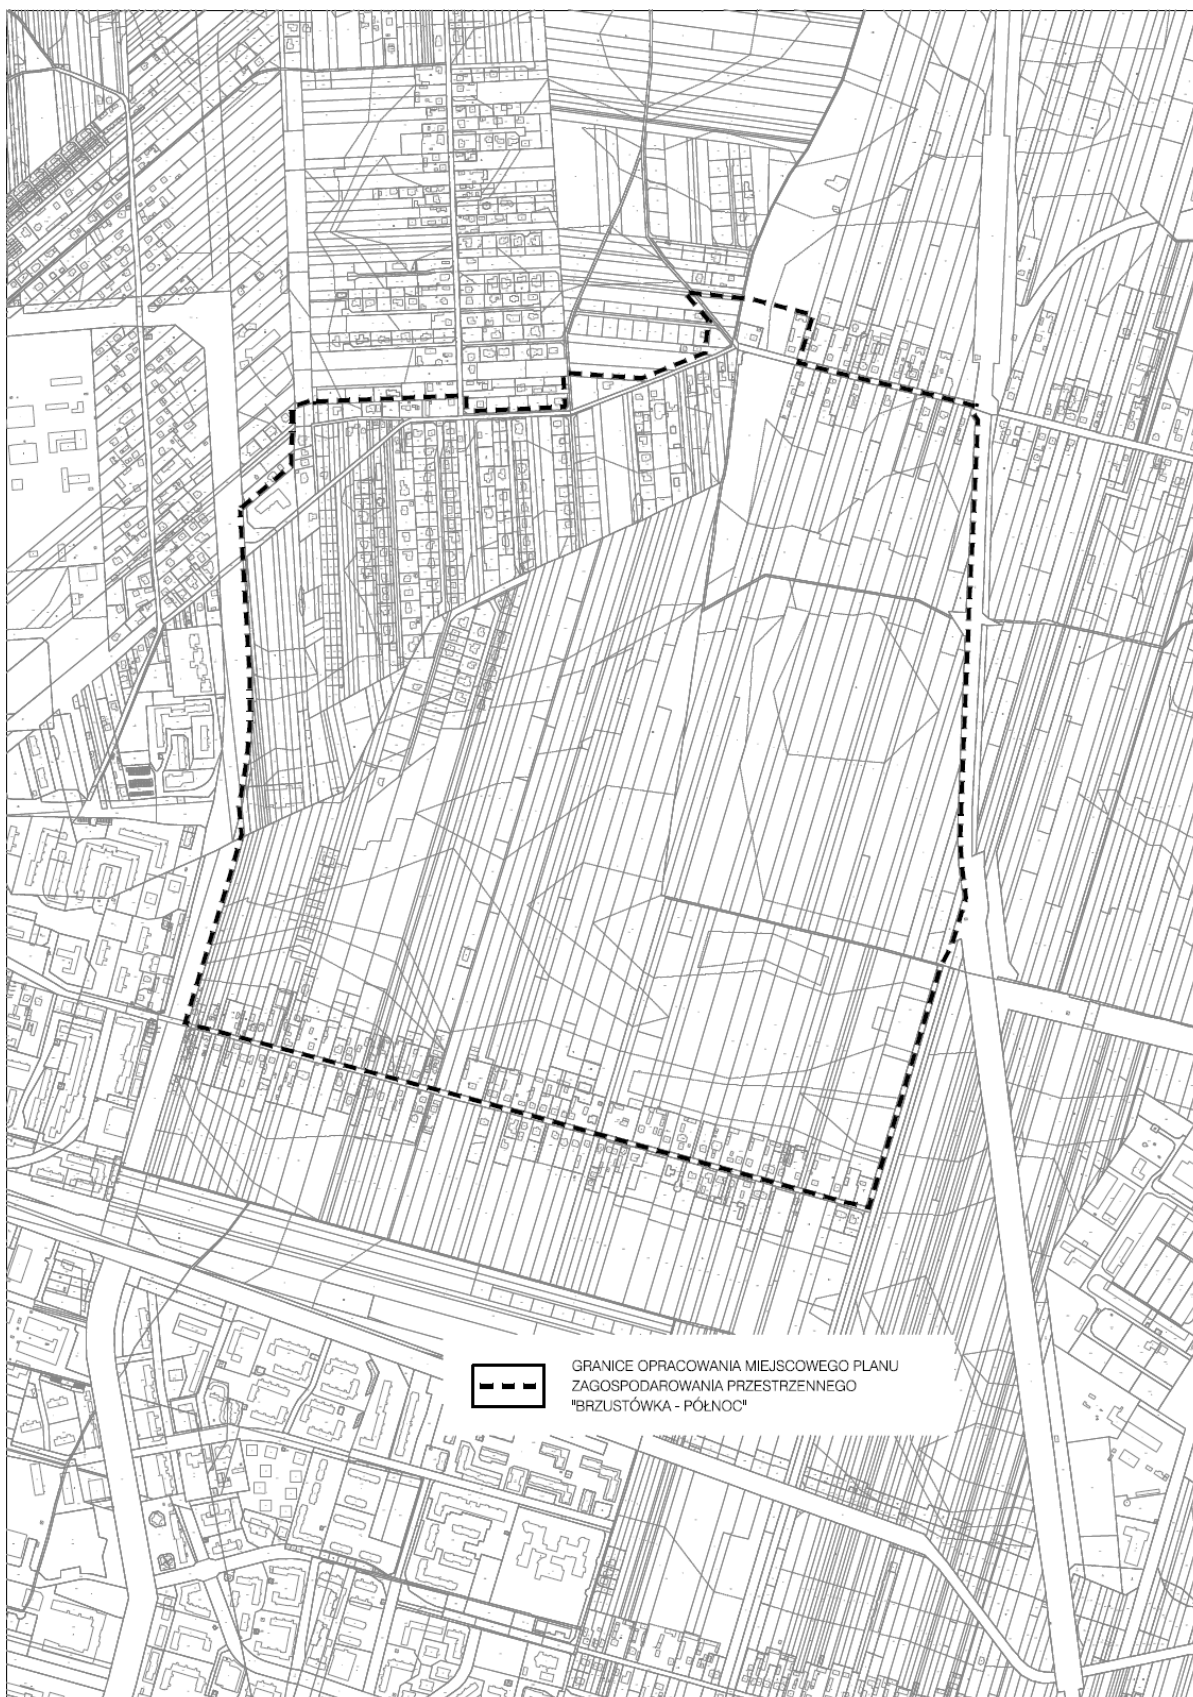 GRANICE OPRACOWANIA MIEJSCOWEGO PLANU
ZAGOSPODAROWANIA PRZESTRZENNEGO
"BRZUSTÓWKA - PÓŁNOC"